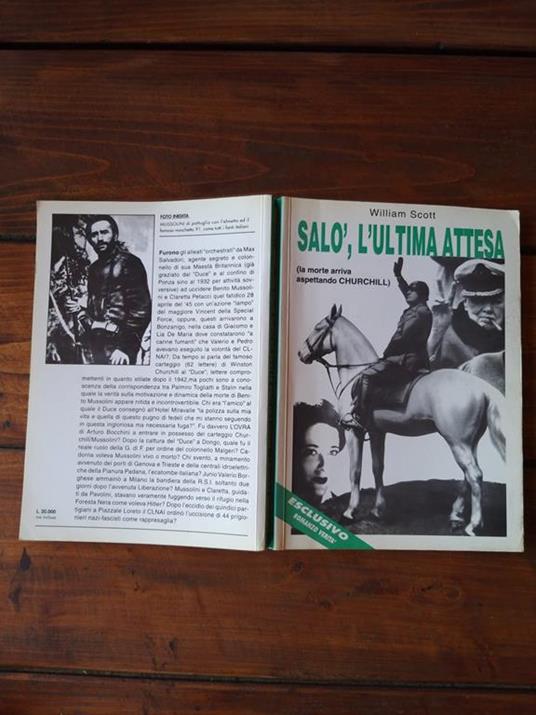 FOTO INEDITA
MUSSOLINI di pattuglia con l'elmetto ed il
famoso moschetto 91, come tutti i fanti italiani
Furono gli alleati "orchestrati" da Max
Salvadori, agente segreto e colon-
nello di sua Maestà Britannica (già
graziato dal "Duce" e al confino di
Ponza sino al 1932 per attività sov-
versive) ad uccidere Benito Mussoli-
ni e Claretta Petacci quel fatidico 28
aprile del '45 con un'azione "lampo"
del maggiore Vincent della Special
Force, oppure, questi arrivarono a
Bonzanigo, nella casa di Giacomo e
Lia De Maria dove constatarono "a
canne fumanti" che Valerio e Pedro
avevano eseguito la volontà del CL-
NAI? Da tempo si parla del famoso
carteggio (62 lettere) di Winston
Churchill al "Duce"; lettere compro-
mettenti in quanto stilate dopo il 1942, ma pochi sono a cono-
scenza della corrispondenza tra Palmiro Togliatti e Stalin nella
quale la verità sulla motivazione e dinamica della morte di Beni-
to Mussolini appare nitida e incontrovertibile. Chi era "l'amico" al
quale il Duce consegnò all'Hotel Miravalle "la polizza sulla mia
vita e quella di questo pugno di fedeli che mi stanno seguendo
in questa ingloriosa ma necessaria fuga?". Fu davvero L'OVRA
di Arturo Bocchini a entrare in possesso del carteggio Chur-
chill/Mussolini? Dopo la cattura del "Duce" a Dongo, quale fu il
reale ruolo della G. di F. per ordine del colonnello Malgeri? Ca-
dorna voleva Mussolini vivo o morto? Chi sventò, a minamento
avvenuto dei porti di Genova e Trieste e della centrali idroelettri-
che della Pianura Padana, l'ecatombe italiana? Junio Valerio Bor-
ghese ammainò a Milano la bandiera della R.S.I. soltanto due
giorni dopo l'avvenuta Liberazione? Mussolini e Claretta, guida-
ti da Pavolini, stavano veramente fuggendo verso il rifugio nella
Foresta Nera come voleva Hitler? Dopo l'eccidio dei quindici par-
tigiani a Piazzale Loreto il CLNAI ordinò l'uccisione di 44 prigio-
nieri nazi-fascisti come rappresaglia?
L. 20.000
William Scott
SALO', L'ULTIMA ATTESA
(la morte arriva
aspettando CHURCHILL)
ESCLUSIVO
ROMANZO VERITA'